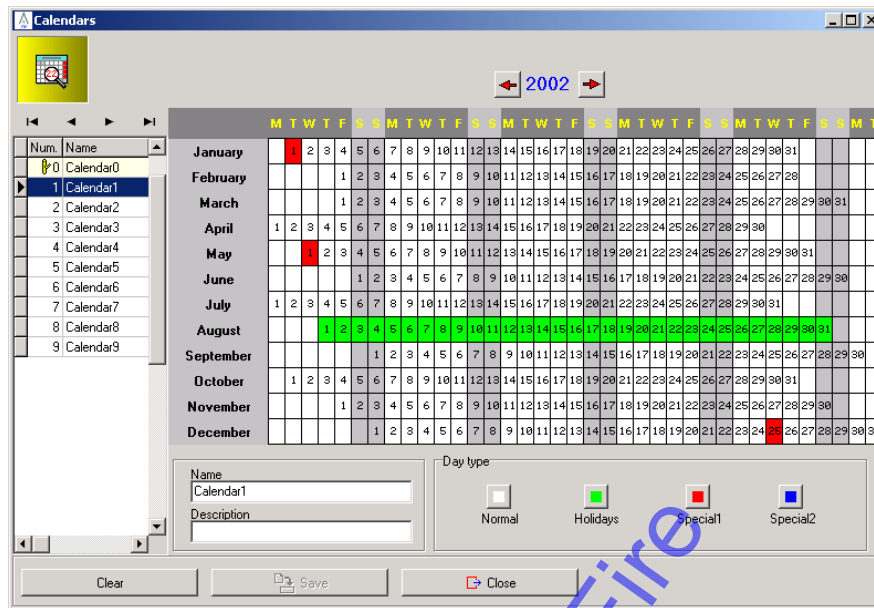 Calendars
2002
M T W T F S S M T W T F S S M T W T F S S M T W T F S S M T W T F S S M T
Num. Name
0 Calendar0
1 Calendar1
2 Calendar2
3 Calendar3
4 Calendar4
5 Calendar5
6 Calendar6
7 Calendar7
8 Calendar8
9 Calendar9
January 1 2 3 4 5 6 7 8 9 10 11 12 13 14 15 16 17 18 19 20 21 22 23 24 25 26 27 28 29 30 31
February 1 2 3 4 5 6 7 8 9 10 11 12 13 14 15 16 17 18 19 20 21 22 23 24 25 26 27 28
March 1 2 3 4 5 6 7 8 9 10 11 12 13 14 15 16 17 18 19 20 21 22 23 24 25 26 27 28 29 30 31
April 1 2 3 4 5 6 7 8 9 10 11 12 13 14 15 16 17 18 19 20 21 22 23 24 25 26 27 28 29 30
May 1 2 3 4 5 6 7 8 9 10 11 12 13 14 15 16 17 18 19 20 21 22 23 24 25 26 27 28 29 30 31
June 1 2 3 4 5 6 7 8 9 10 11 12 13 14 15 16 17 18 19 20 21 22 23 24 25 26 27 28 29 30
July 1 2 3 4 5 6 7 8 9 10 11 12 13 14 15 16 17 18 19 20 21 22 23 24 25 26 27 28 29 30 31
August 1 2 3 4 5 6 7 8 9 10 11 12 13 14 15 16 17 18 19 20 21 22 23 24 25 26 27 28 29 30 31
September 1 2 3 4 5 6 7 8 9 10 11 12 13 14 15 16 17 18 19 20 21 22 23 24 25 26 27 28 29 30
October 1 2 3 4 5 6 7 8 9 10 11 12 13 14 15 16 17 18 19 20 21 22 23 24 25 26 27 28 29 30 31
November 1 2 3 4 5 6 7 8 9 10 11 12 13 14 15 16 17 18 19 20 21 22 23 24 25 26 27 28 29 30
December 1 2 3 4 5 6 7 8 9 10 11 12 13 14 15 16 17 18 19 20 21 22 23 24 25 26 27 28 29 30
Name
Calendar1
Description
Day type
Normal Holidays Special1 Special2
Clear Save Close
Fire